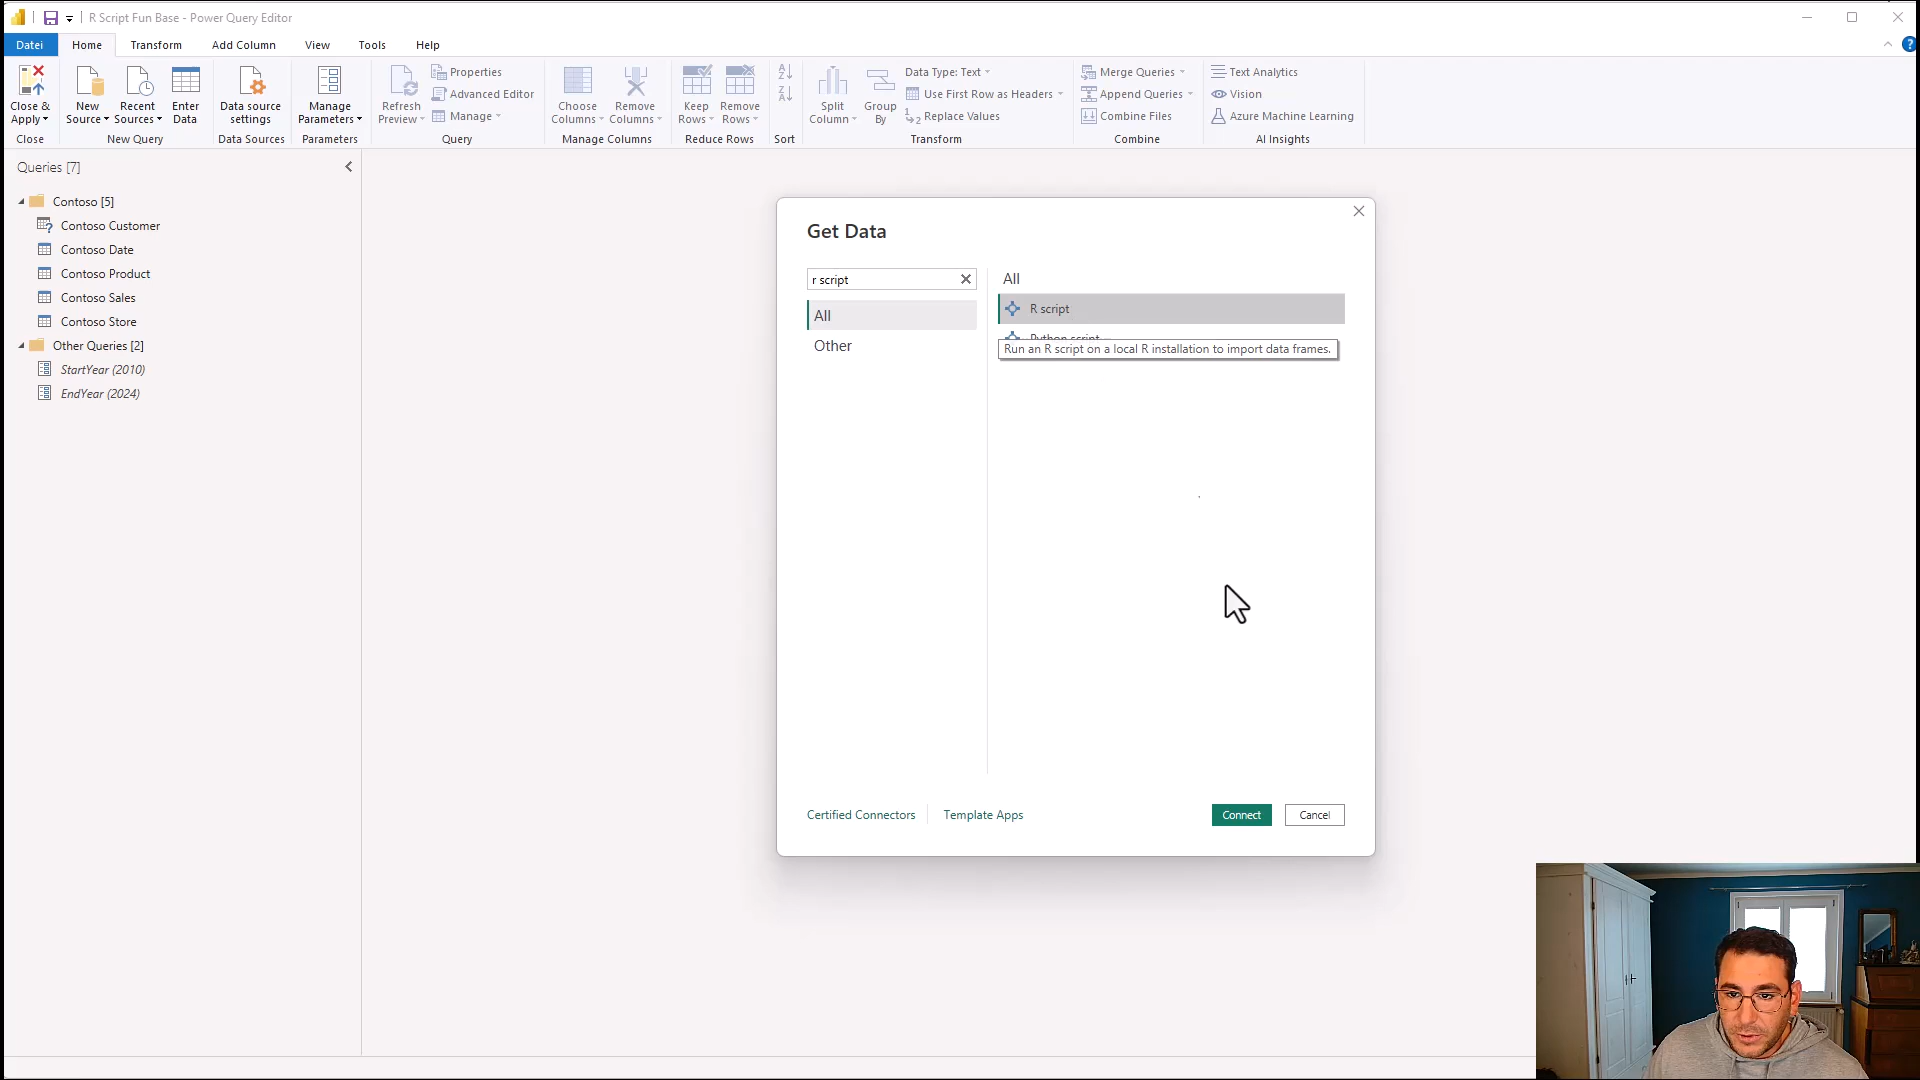 R Script Fun Base - Power Query Editor
Datei Home Transform Add Column View Tools Help
Close & Apply
New Source
Recent Sources
Enter Data
Data source settings
Manage Parameters
Refresh Preview
Properties
Advanced Editor
Manage
Choose Columns
Remove Columns
Keep Rows
Remove Rows
Split Column
Group By
Data Type: Text
Use First Row as Headers
Replace Values
Merge Queries
Append Queries
Combine Files
Text Analytics
Vision
Azure Machine Learning
Close New Query Data Sources Parameters Query Manage Columns Reduce Rows Sort Transform Combine AI Insights
Queries [7]
Contoso [5]
Contoso Customer
Contoso Date
Contoso Product
Contoso Sales
Contoso Store
Other Queries [2]
StartYear (2010)
EndYear (2024)
Get Data
r script
All
Other
All
R script
Python script
Run an R script on a local R installation to import data frames.
Certified Connectors
Template Apps
Connect
Cancel